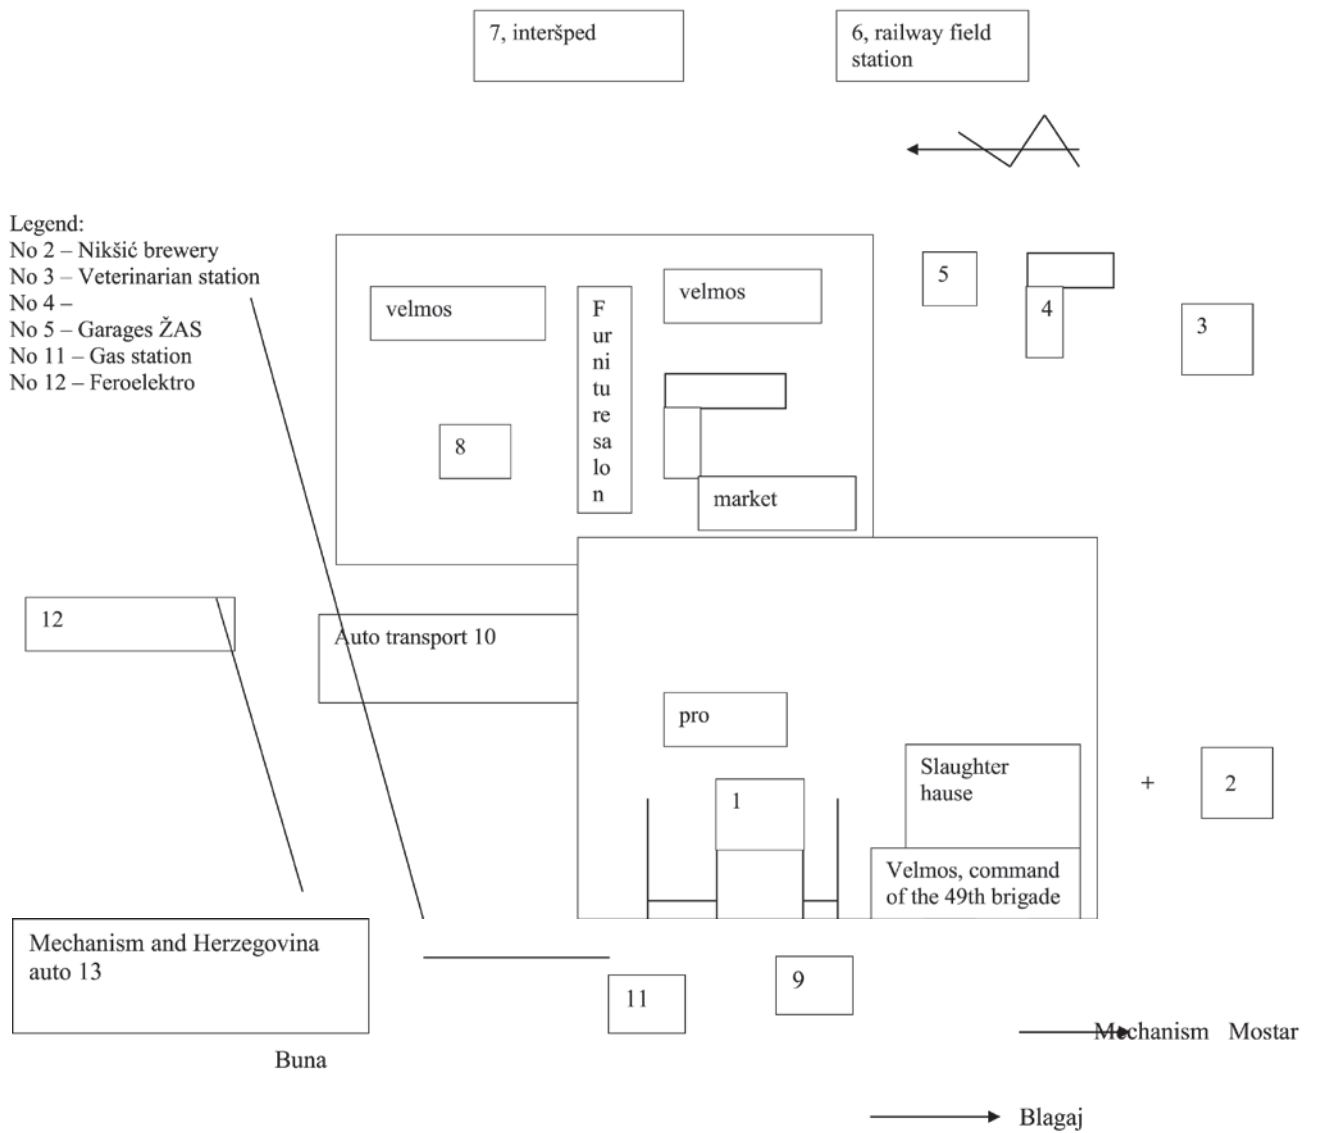 7, interšped
6, railway field
station
Legend:
No 2 – Nikšić brewery
No 3 – Veterinarian station
No 4 –
No 5 – Garages ŽAS
No 11 – Gas station
No 12 – Feroelektro
velmos
F
ur
ni
tu
re
sa
lo
n
velmos
5
4
3
8
market
12
Auto transport 10
pro
1
Slaughter
hause
+
2
Velmos, command
of the 49th brigade
Mechanism and Herzegovina
auto 13
11
9
Mechanism Mostar
Buna
Blagaj